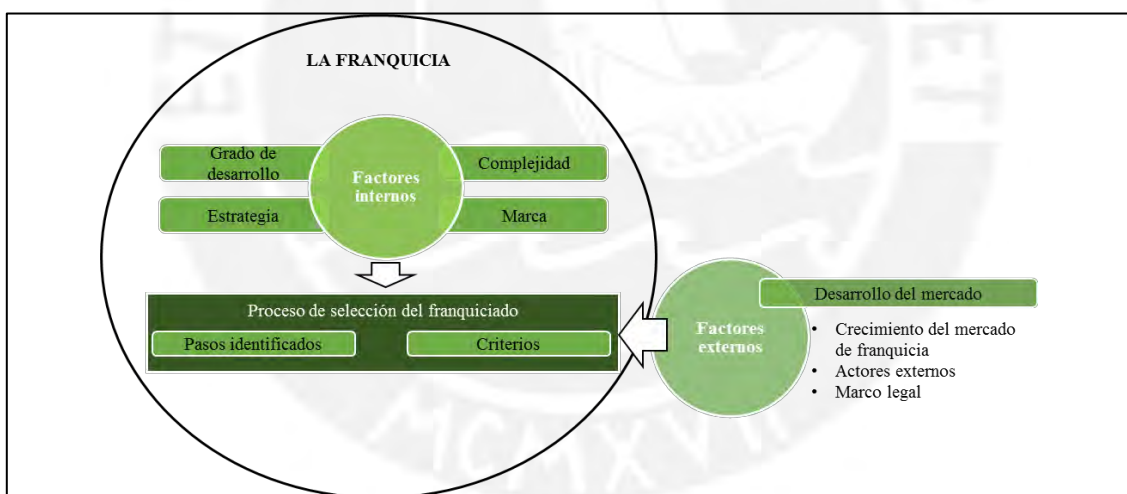 LA FRANQUICIA
Grado de
desarrollo
Complejidad
Factores
internos
Estrategia
Marca
Proceso de selección del franquiciado
Pasos identificados
Criterios
Factores
externos
Desarrollo del mercado
• Crecimiento del mercado
de franquicia
• Actores externos
• Marco legal
MCMXVII